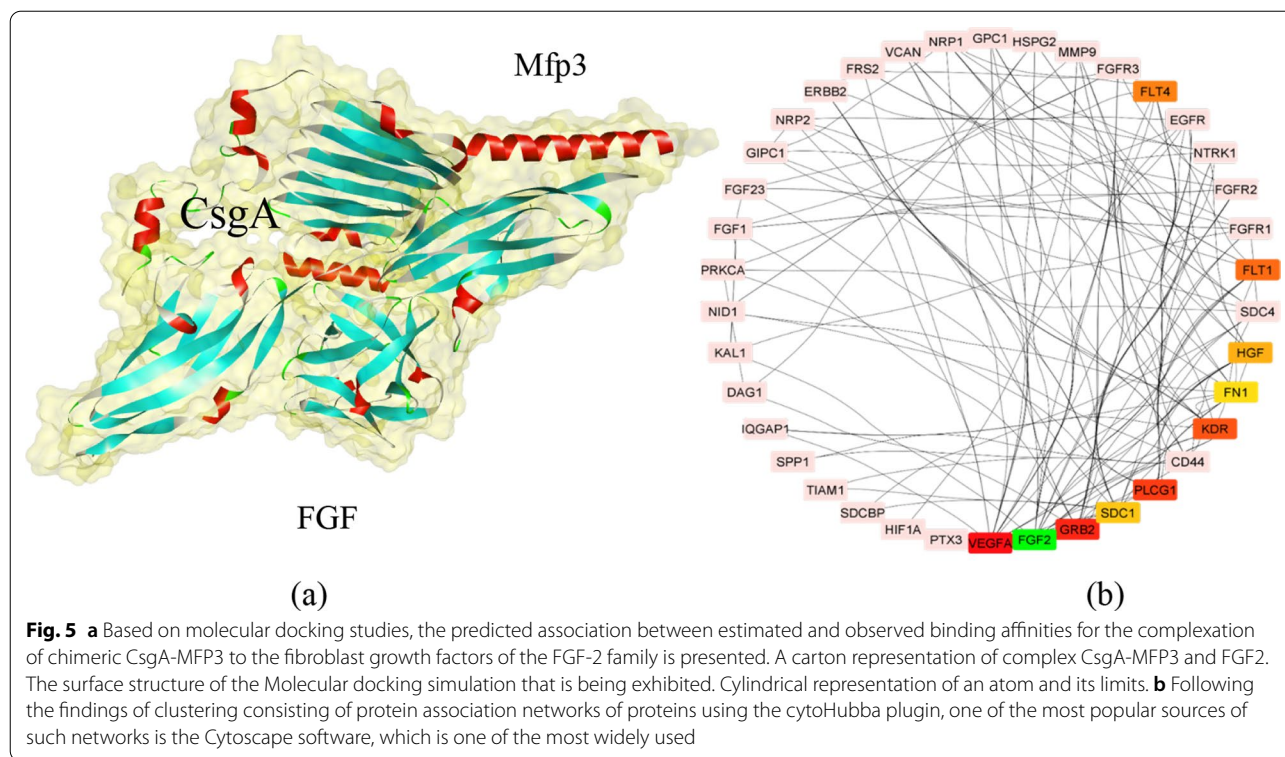 Mfp3
CsgA
FGF
(a)
NRP1
GPC1
HSPG2
VCAN
MMP9
FRS2
FGFR3
ERBB2
FLT4
NRP2
EGFR
GIPC1
NTRK1
FGF23
FGFR2
FGF1
FGFR1
PRKCA
FLT1
NID1
SDC4
KAL1
HGF
DAG1
FN1
IQGAP1
KDR
SPP1
CD44
TIAM1
PLCG1
SDCBP
SDC1
HIF1A
GRB2
PTX3
VEGFA
FGF2
(b)
Fig. 5 a Based on molecular docking studies, the predicted association between estimated and observed binding affinities for the complexation
of chimeric CsgA-MFP3 to the fibroblast growth factors of the FGF-2 family is presented. A carton representation of complex CsgA-MFP3 and FGF2.
The surface structure of the Molecular docking simulation that is being exhibited. Cylindrical representation of an atom and its limits. b Following
the findings of clustering consisting of protein association networks of proteins using the cytoHubba plugin, one of the most popular sources of
such networks is the Cytoscape software, which is one of the most widely used